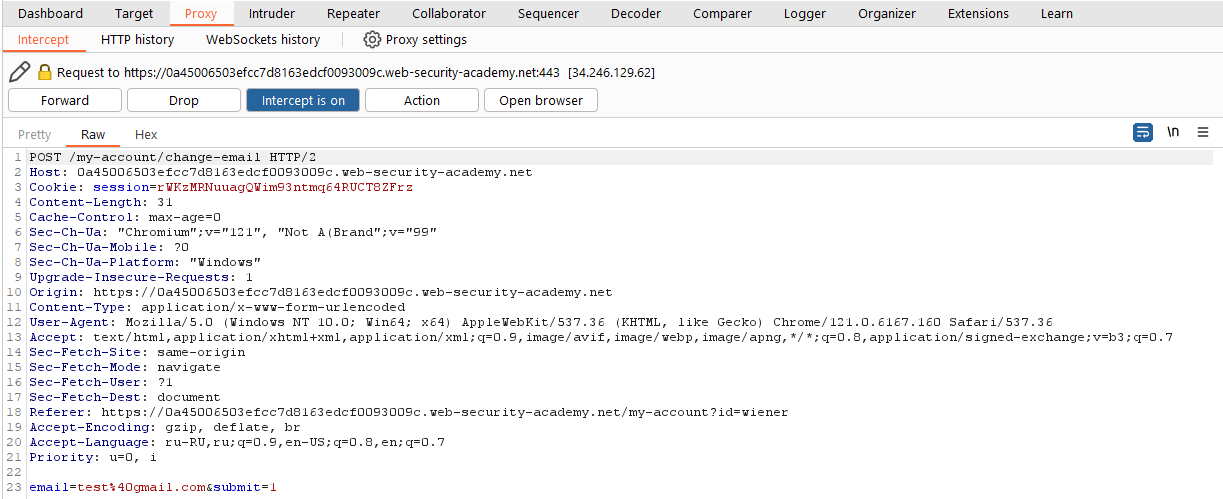 Dashboard Target Proxy Intruder Repeater Collaborator Sequencer Decoder Comparer Logger Organizer Extensions Learn
Intercept HTTP history WebSockets history Proxy settings
Request to https://0a45006503efcc7d8163edcf0093009c.web-security-academy.net:443 [34.246.129.62]
Forward Drop Intercept is on Action Open browser
Pretty Raw Hex \n
1 POST /my-account/change-email HTTP/2
2 Host: 0a45006503efcc7d8163edcf0093009c.web-security-academy.net
3 Cookie: session=rWKzMRNuuagQWim93ntmq64RUCT8ZFrz
4 Content-Length: 31
5 Cache-Control: max-age=0
6 Sec-Ch-Ua: "Chromium";v="121", "Not A(Brand";v="99"
7 Sec-Ch-Ua-Mobile: ?0
8 Sec-Ch-Ua-Platform: "Windows"
9 Upgrade-Insecure-Requests: 1
10 Origin: https://0a45006503efcc7d8163edcf0093009c.web-security-academy.net
11 Content-Type: application/x-www-form-urlencoded
12 User-Agent: Mozilla/5.0 (Windows NT 10.0; Win64; x64) AppleWebKit/537.36 (KHTML, like Gecko) Chrome/121.0.6167.160 Safari/537.36
13 Accept: text/html,application/xhtml+xml,application/xml;q=0.9,image/avif,image/webp,image/apng,*/*;q=0.8,application/signed-exchange;v=b3;q=0.7
14 Sec-Fetch-Site: same-origin
15 Sec-Fetch-Mode: navigate
16 Sec-Fetch-User: ?1
17 Sec-Fetch-Dest: document
18 Referer: https://0a45006503efcc7d8163edcf0093009c.web-security-academy.net/my-account?id=wiener
19 Accept-Encoding: gzip, deflate, br
20 Accept-Language: ru-RU,ru;q=0.9,en-US;q=0.8,en;q=0.7
21 Priority: u=0, i
22
23 email=test%40gmail.com&submit=1